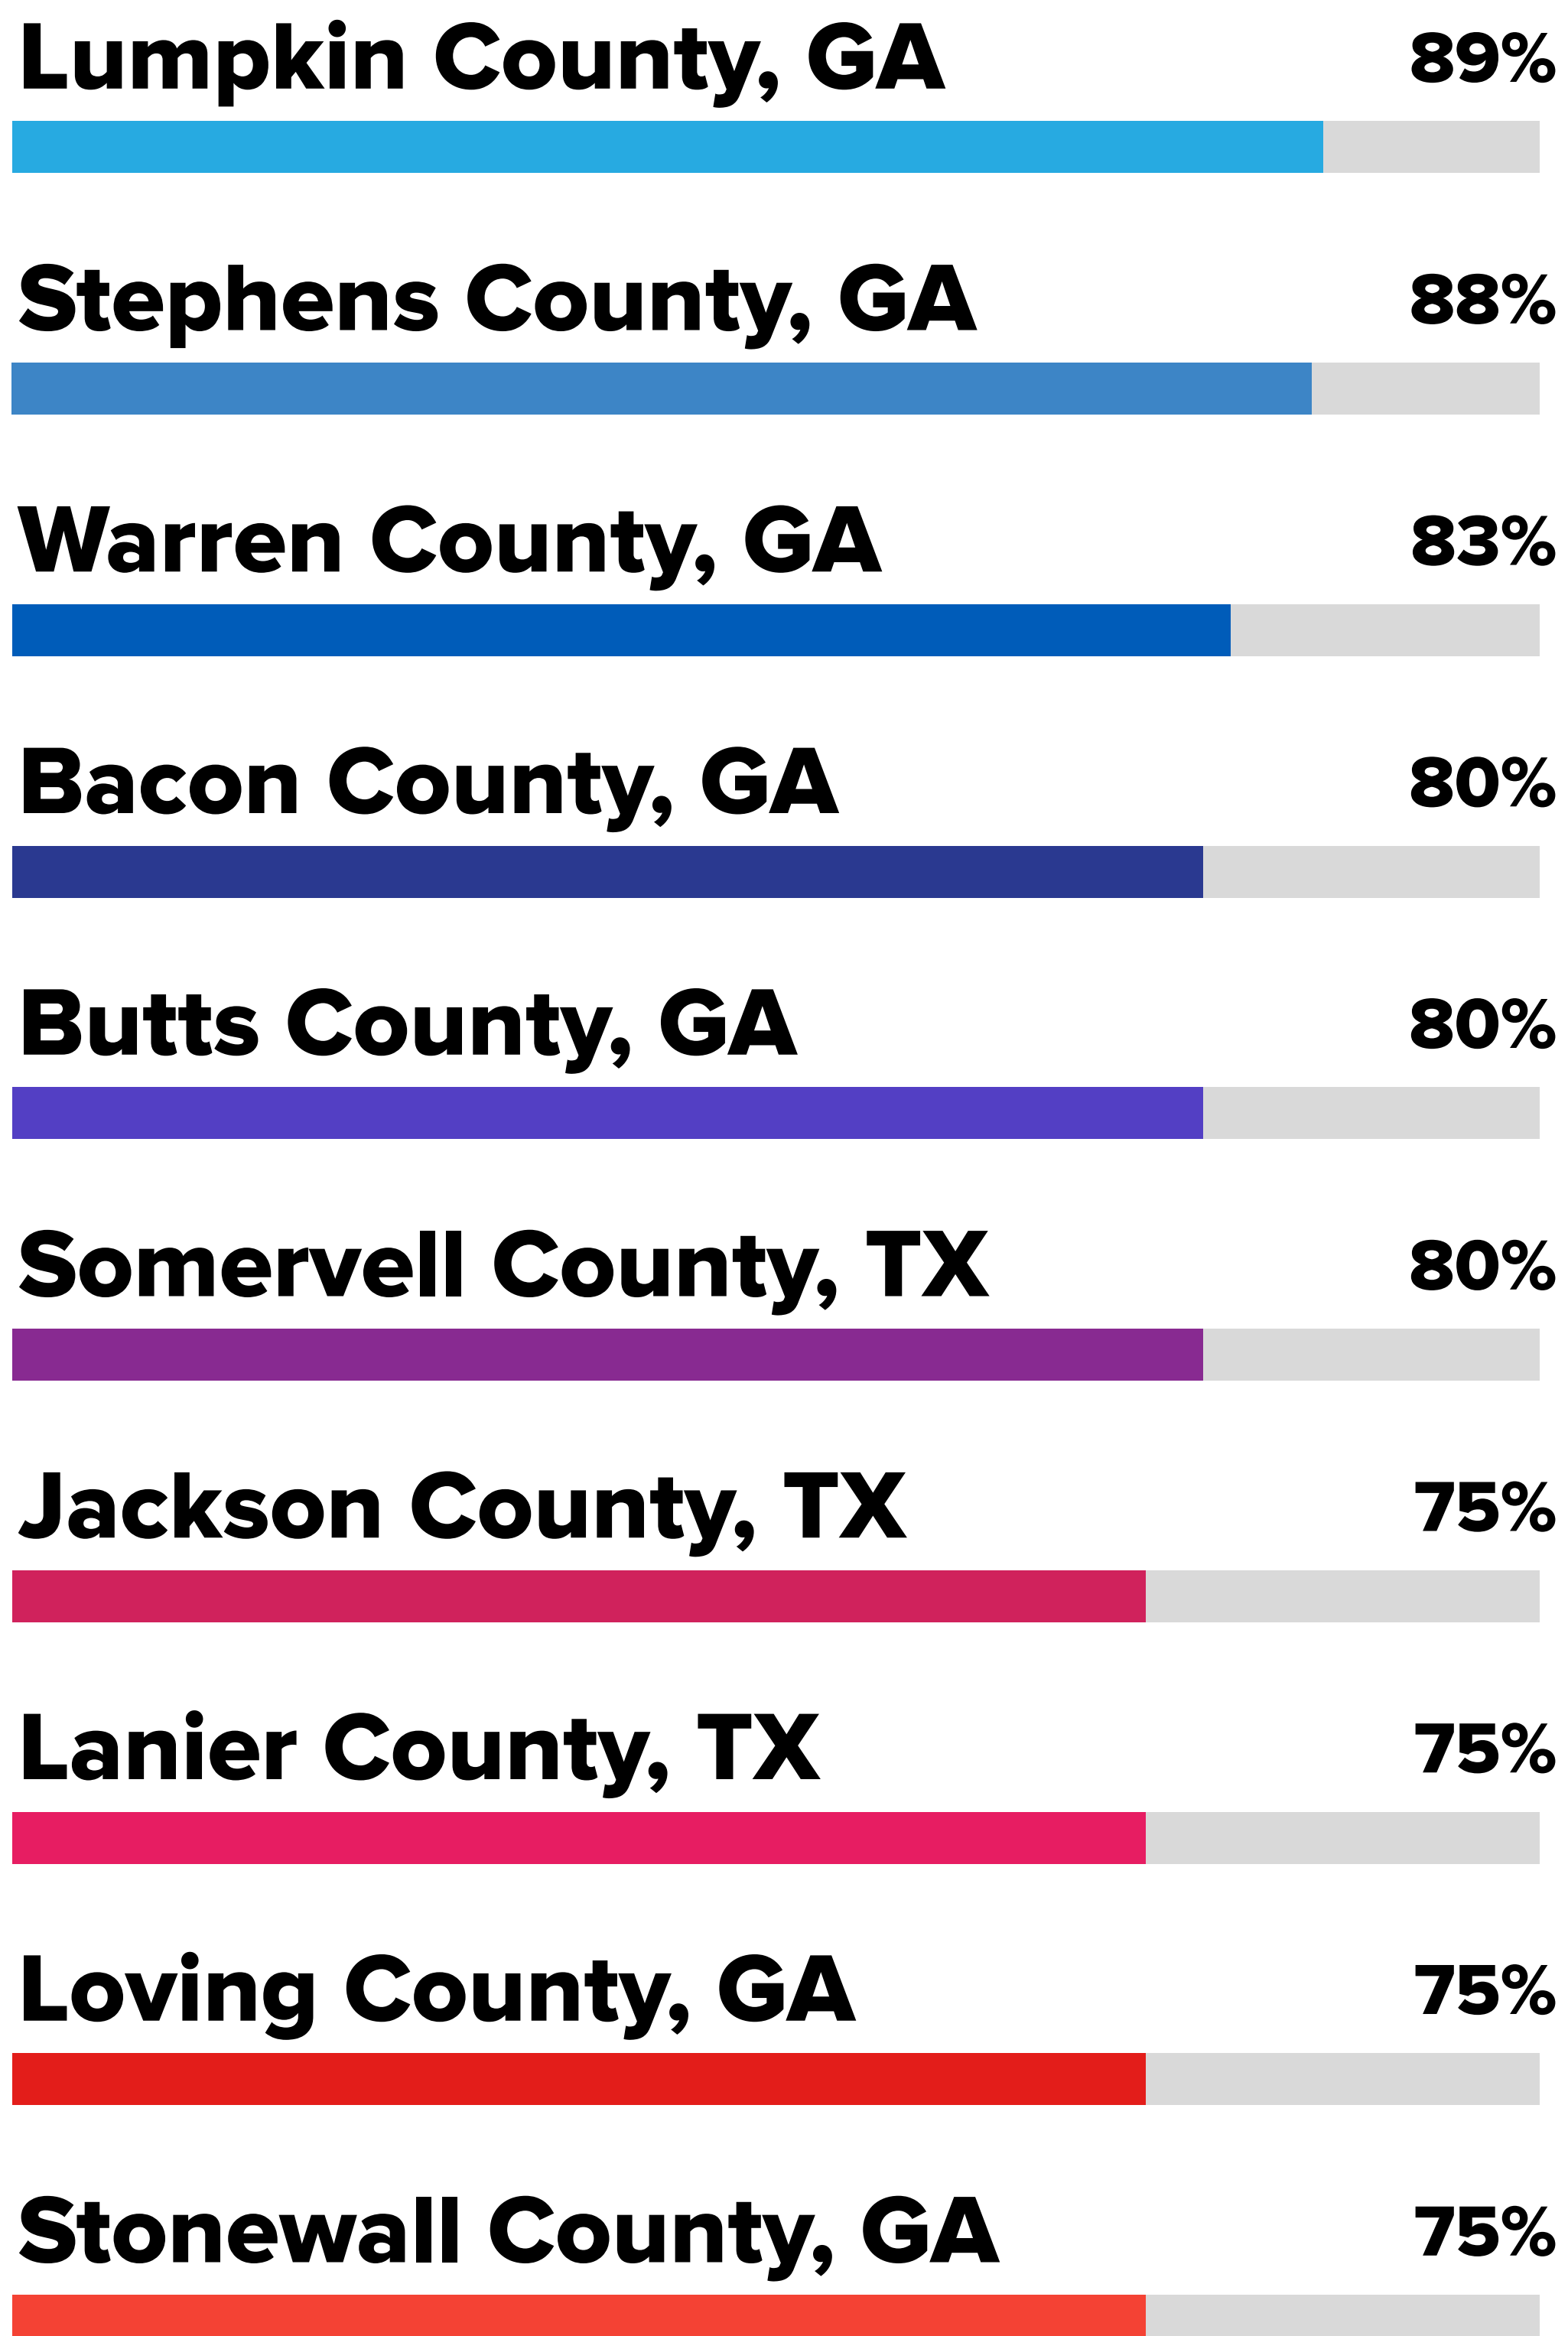 Lumpkin County, GA 89%
Stephens County, GA 88%
Warren County, GA 83%
Bacon County, GA 80%
Butts County, GA 80%
Somervell County, TX 80%
Jackson County, TX 75%
Lanier County, TX 75%
Loving County, GA 75%
Stonewall County, GA 75%